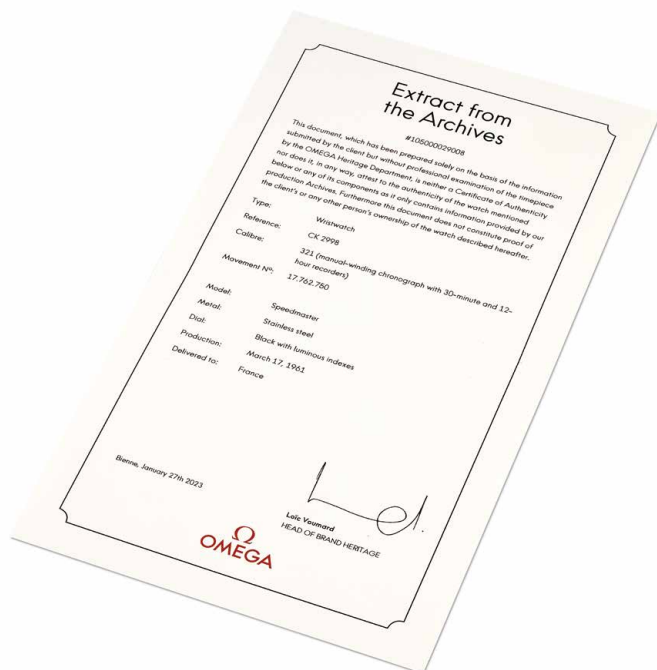 Extract from
the Archives
#105000029008
This document, which has been prepared solely on the basis of the information
submitted by the client but without professional examination of the timepiece
by the OMEGA Heritage Department, is neither a Certificate of Authenticity
nor does it, in any way, attest to the authenticity of the watch mentioned
below or any of its components as it only contains information provided by our
production Archives. Furthermore this document does not constitute proof of
the client's or any other person's ownership of the watch described hereafter.
Type: Wristwatch
Reference: CK 2998
Calibre: 321 (manual-winding chronograph with 30-minute and 12-
hour recorders)
Movement Nº: 17.762.760
Model: Speedmaster
Metal: Stainless steel
Dial: Black with luminous indexes
Production: March 17, 1961
Delivered to: France
Bienne, January 27th 2023
Loïc Voumard
HEAD OF BRAND HERITAGE
Ω
OMEGA